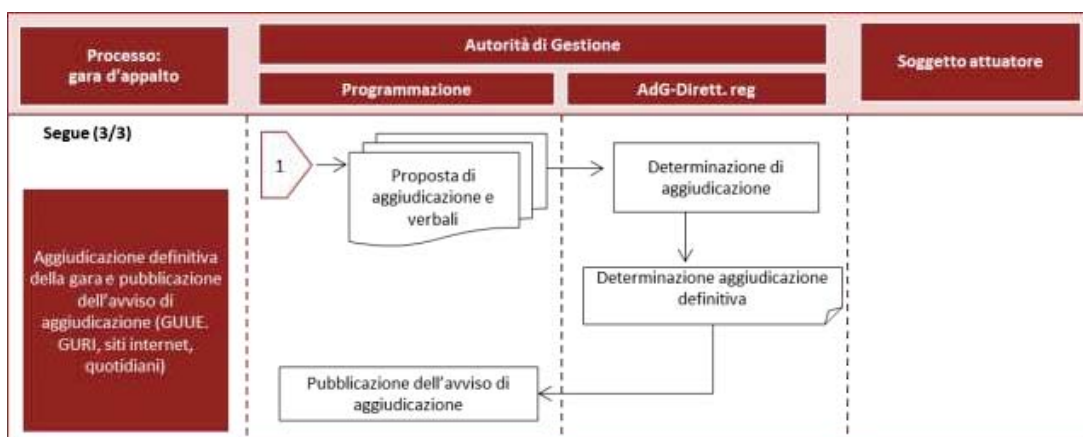 Processo:
gara d'appalto
Autorità di Gestione
Programmazione
AdG-Dirett. reg
Soggetto attuatore
Segue (3/3)
1
Proposta di
aggiudicazione e
verbali
Determinazione di
aggiudicazione
Aggiudicazione definitiva
della gara e pubblicazione
dell'avviso di
aggiudicazione (GUUE.
GURI, siti internet,
quotidiani)
Determinazione aggiudicazione
definitiva
Pubblicazione dell'avviso di
aggiudicazione